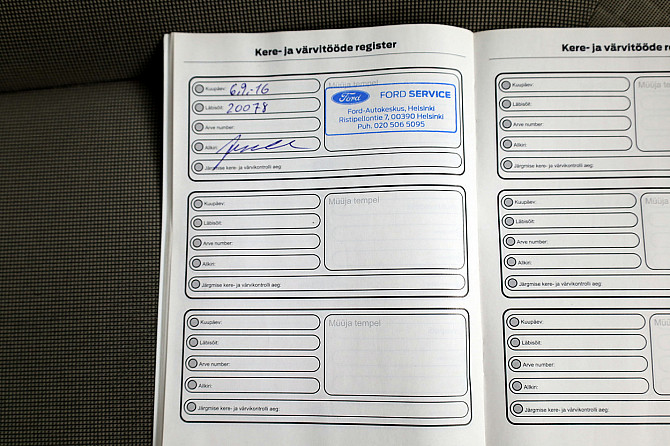 Kere- ja värvitööde register
Kuupäev: 6.9.-16
Müüja tempel
Läbisõit: 20078
Arve number:
Allkiri:
Järgmise kere- ja värvikontrolli aeg:
Ford FORD SERVICE
Ford-Autokeskus, Helsinki
Ristipellontie 7, 00390 Helsinki
Puh. 020 506 5095
Kuupäev:
Müüja tempel
Läbisõit:
Arve number:
Allkiri:
Järgmise kere- ja värvikontrolli aeg:
Kuupäev:
Müüja tempel
Läbisõit:
Arve number:
Allkiri:
Järgmise kere- ja värvikontrolli aeg:
Kere- ja värvitööde re
Kuupäev:
Läbisõit:
Arve number:
Allkiri:
Järgmise kere- ja värvikontrolli aeg:
Kuupäev:
Mü
Läbisõit:
Arve number:
Allkiri:
Järgmise kere- ja värvikontrolli aeg:
Kuupäev:
Mü
Läbisõit:
Arve number:
Allkiri:
Järgmise kere- ja värvikontrolli aeg: